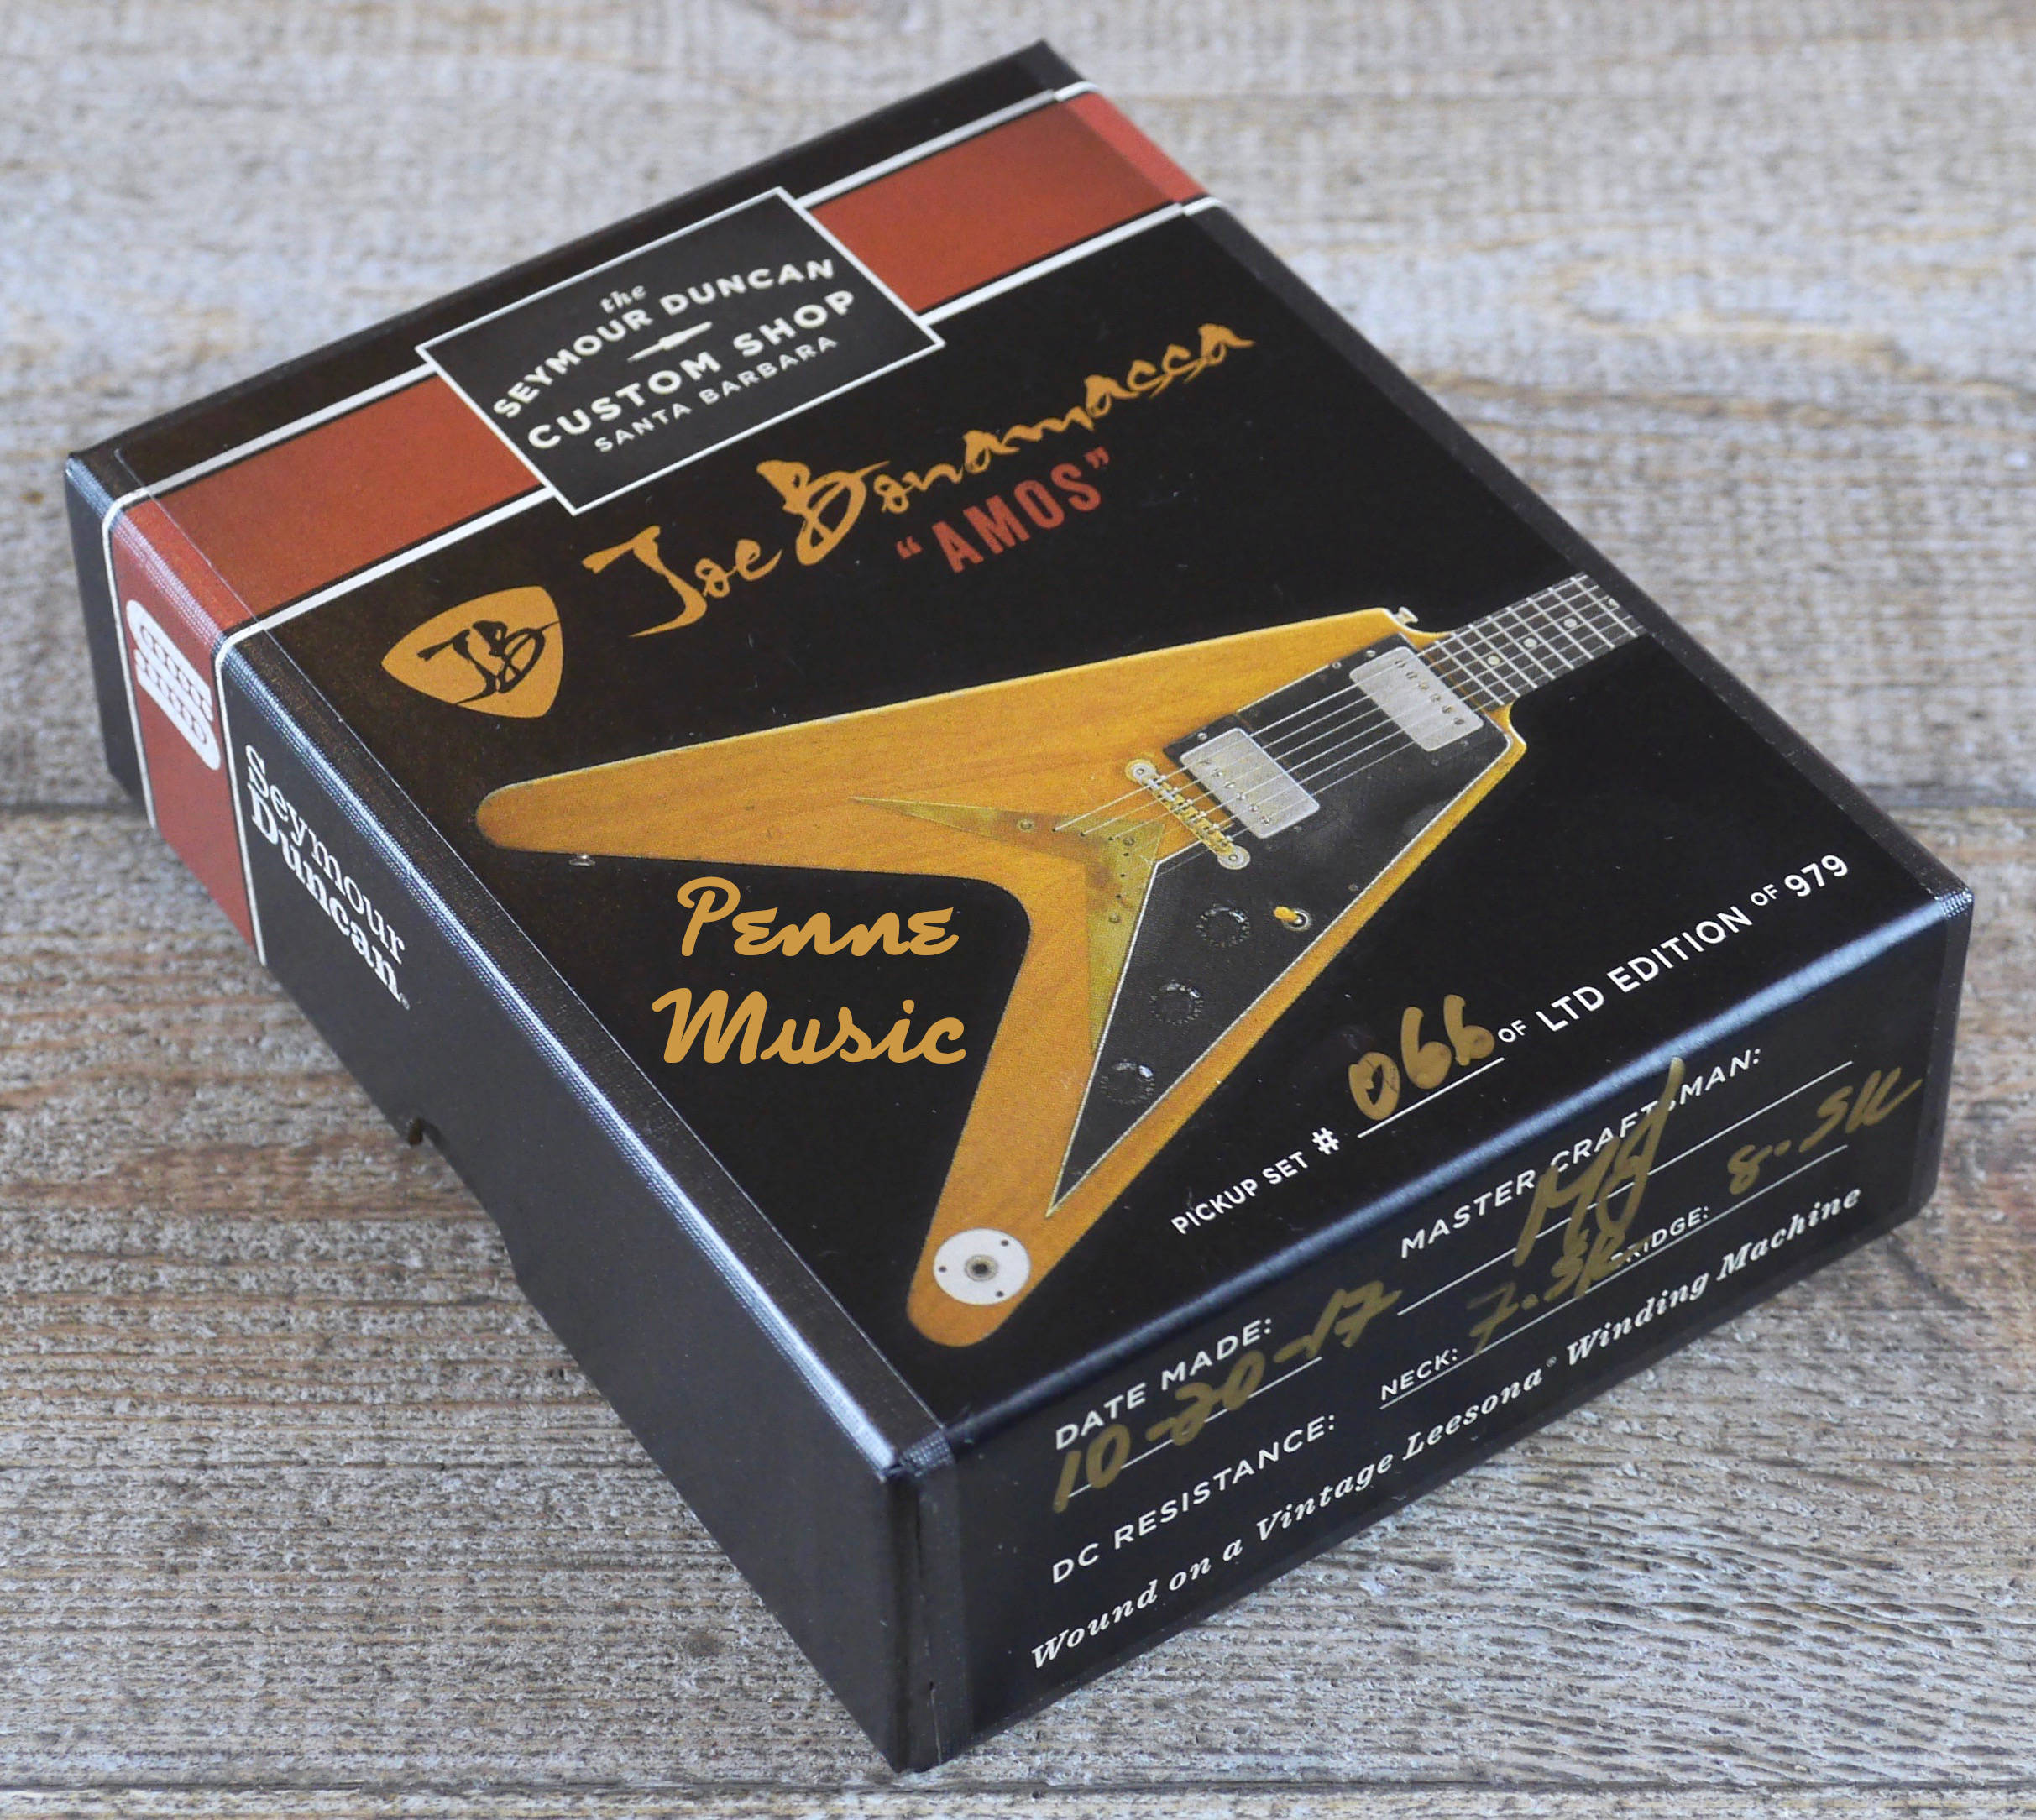 the
SEYMOUR DUNCAN
CUSTOM SHOP
SANTA BARBARA
Joe Bonamassa
"AMOS"
JB
Seymour
Duncan®
Penne
Music
PICKUP SET # 066 OF LTD EDITION OF 979
DATE MADE: 10-20-17
MASTER CRAFTSMAN: MJ
DC RESISTANCE:
NECK: 7.3K
BRIDGE: 8.5K
Wound on a Vintage Leesona® Winding Machine